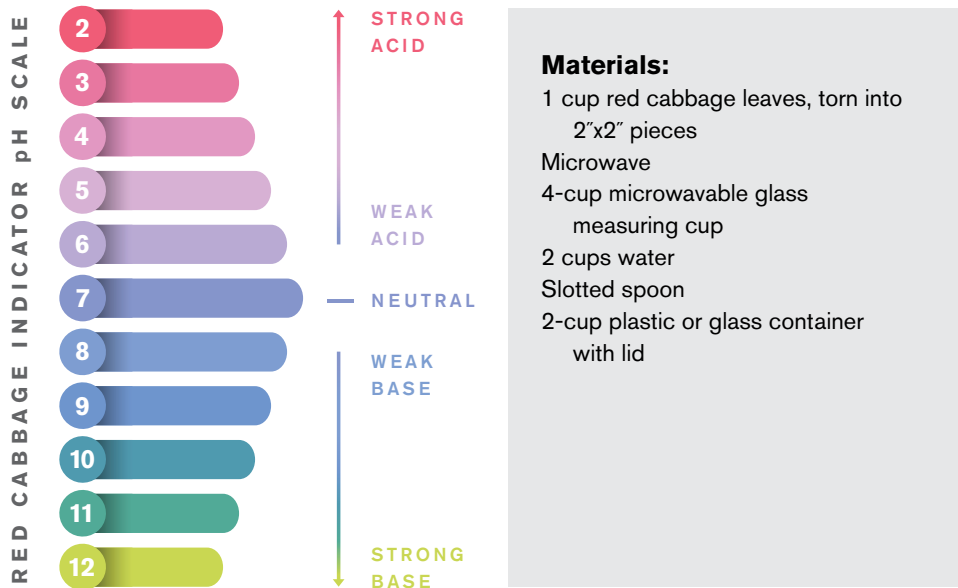 RED CABBAGE INDICATOR pH SCALE
2
3
4
5
6
7
8
9
10
11
12
STRONG
ACID
WEAK
ACID
NEUTRAL
WEAK
BASE
STRONG
BASE
Materials:
1 cup red cabbage leaves, torn into
2˝x2˝ pieces
Microwave
4-cup microwavable glass
measuring cup
2 cups water
Slotted spoon
2-cup plastic or glass container
with lid